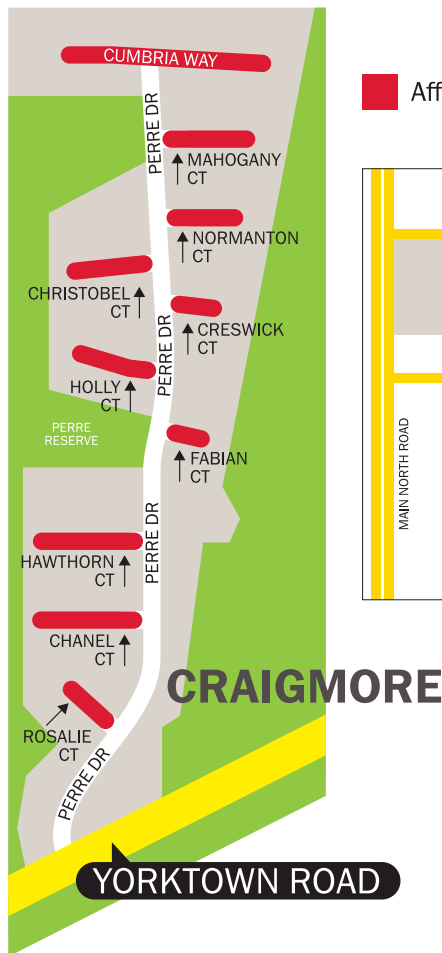 CUMBRIA WAY
Aff
PERRE DR
MAHOGANY
CT
NORMANTON
CT
CHRISTOBEL
CT
CRESWICK
CT
PERRE DR
HOLLY
CT
PERRE
RESERVE
FABIAN
CT
MAIN NORTH ROAD
PERRE DR
HAWTHORN
CT
CHANEL
CT
CRAIGMORE
ROSALIE
CT
PERRE DR
YORKTOWN ROAD